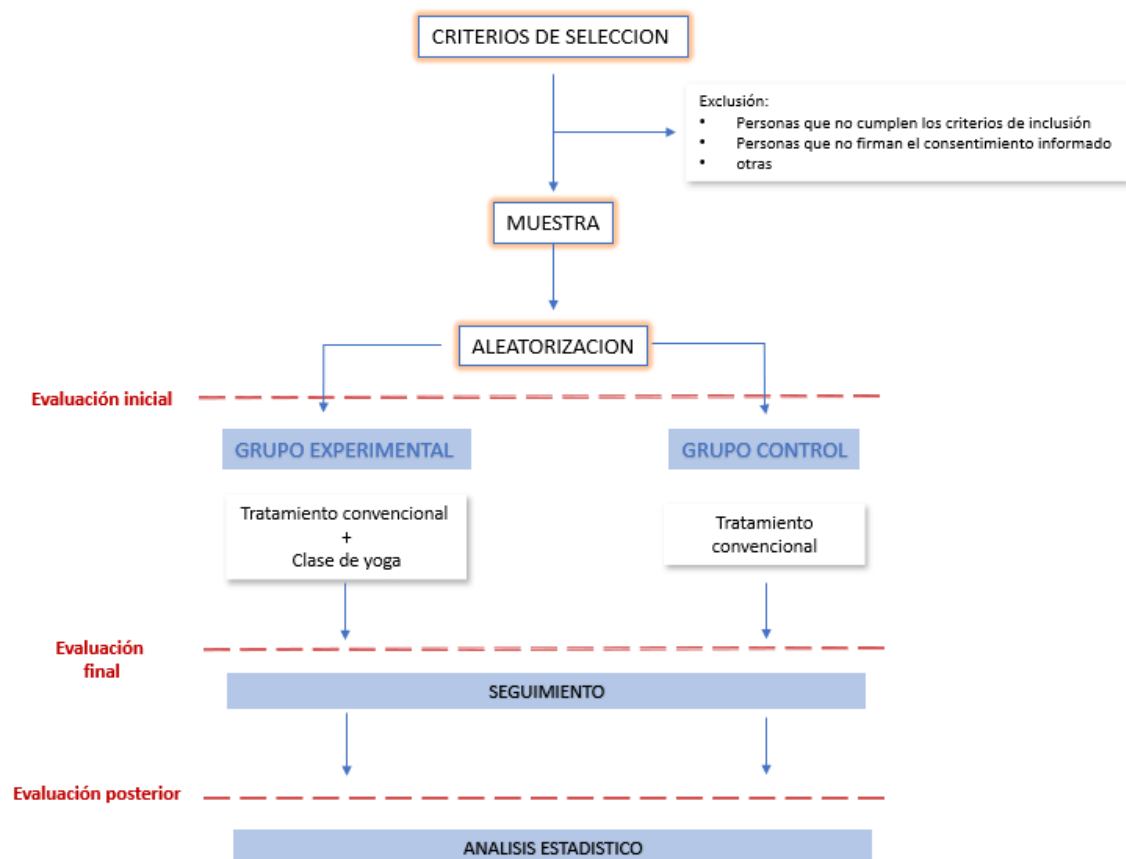 CRITERIOS DE SELECCION
Exclusión:
• Personas que no cumplen los criterios de inclusión
• Personas que no firman el consentimiento informado
• otras
MUESTRA
ALEATORIZACION
Evaluación inicial
GRUPO EXPERIMENTAL
GRUPO CONTROL
Tratamiento convencional
+
Clase de yoga
Tratamiento
convencional
Evaluación
final
SEGUIMIENTO
Evaluación posterior
ANALISIS ESTADISTICO